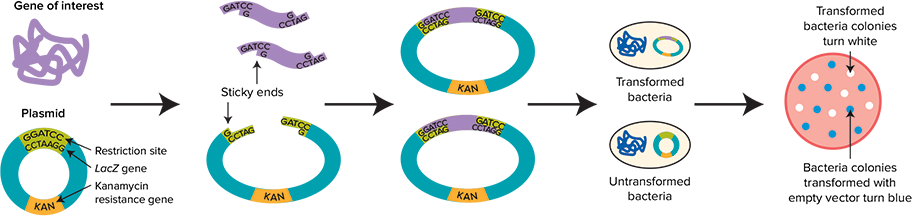 Gene of interest
Plasmid
GGATCC
CCTAAGG
KAN
Restriction site
LacZ gene
Kanamycin
resistance gene
GATCC
G
G
CCTAG
GATCC
G
G
CCTAG
Sticky ends
G
CCTAG
GATCC
G
KAN
GGATCC
CCTAG
GATCC
CCTAGG
KAN
GGATCC
CCTAG
GATCC
CCTAGG
KAN
Transformed
bacteria
Untransformed
bacteria
Transformed
bacteria colonies
turn white
Bacteria colonies
transformed with
empty vector turn blue